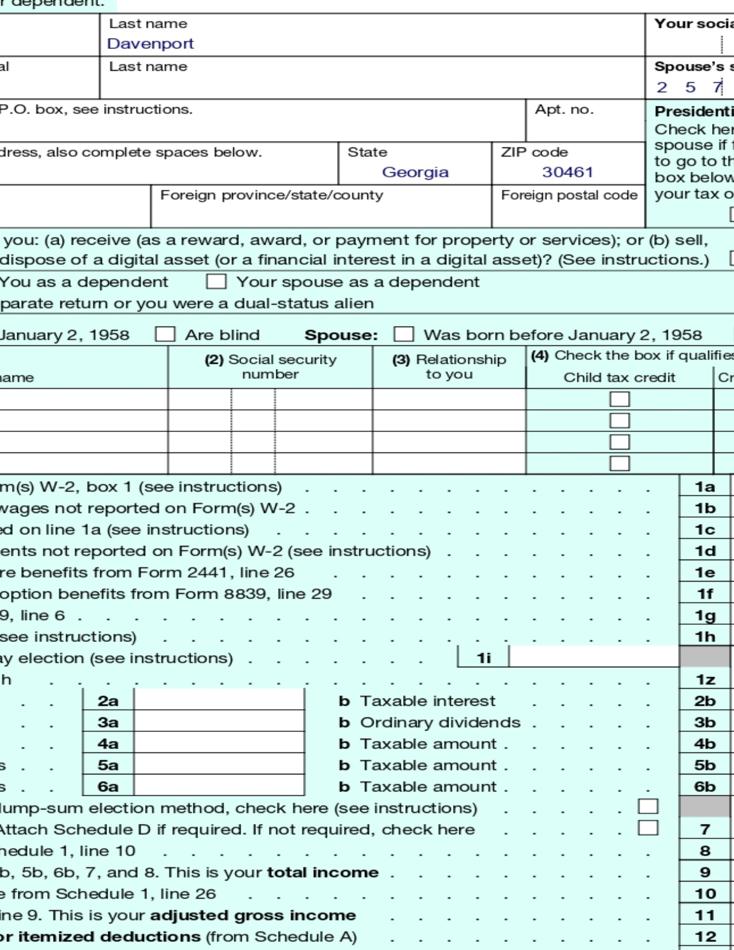 or dependent.
Last name
Your socia
Davenport
al
Last name
Spouse's s
2 5 7
P.O. box, see instructions.
Apt. no.
Presidenti
Check her
spouse if f
to go to th
box below
your tax o
dress, also complete spaces below.
State
ZIP code
Georgia
30461
Foreign province/state/county
Foreign postal code
you: (a) receive (as a reward, award, or payment for property or services); or (b) sell,
dispose of a digital asset (or a financial interest in a digital asset)? (See instructions.)
You as a dependent
Your spouse as a dependent
parate return or you were a dual-status alien
January 2, 1958
Are blind
Spouse:
Was born before January 2, 1958
name
(2) Social security number
(3) Relationship to you
(4) Check the box if qualifies
Child tax credit
Cr
m(s) W-2, box 1 (see instructions) . . . . . . . . . . . . . 1a
wages not reported on Form(s) W-2 . . . . . . . . . . . . . 1b
ed on line 1a (see instructions) . . . . . . . . . . . . . . 1c
ents not reported on Form(s) W-2 (see instructions) . . . . . . . . 1d
re benefits from Form 2441, line 26 . . . . . . . . . . . . 1e
option benefits from Form 8839, line 29 . . . . . . . . . . . 1f
9, line 6 . . . . . . . . . . . . . . . . . . . . . 1g
see instructions) . . . . . . . . . . . . . . . . . . 1h
ay election (see instructions) . . . . . . . 1i
h . . . . . . . . . . . . . . . . . . . . . . . 1z
. . 2a b Taxable interest . . . . . 2b
. . 3a b Ordinary dividends . . . . . 3b
. . 4a b Taxable amount . . . . . . 4b
s . . 5a b Taxable amount . . . . . . 5b
s . . 6a b Taxable amount . . . . . . 6b
lump-sum election method, check here (see instructions) . . . . . .
Attach Schedule D if required. If not required, check here . . . . . 7
hedule 1, line 10 . . . . . . . . . . . . . . . . . . 8
b, 5b, 6b, 7, and 8. This is your total income . . . . . . . . . . 9
e from Schedule 1, line 26 . . . . . . . . . . . . . . . 10
ine 9. This is your adjusted gross income . . . . . . . . . . 11
or itemized deductions (from Schedule A) . . . . . . . . . . 12